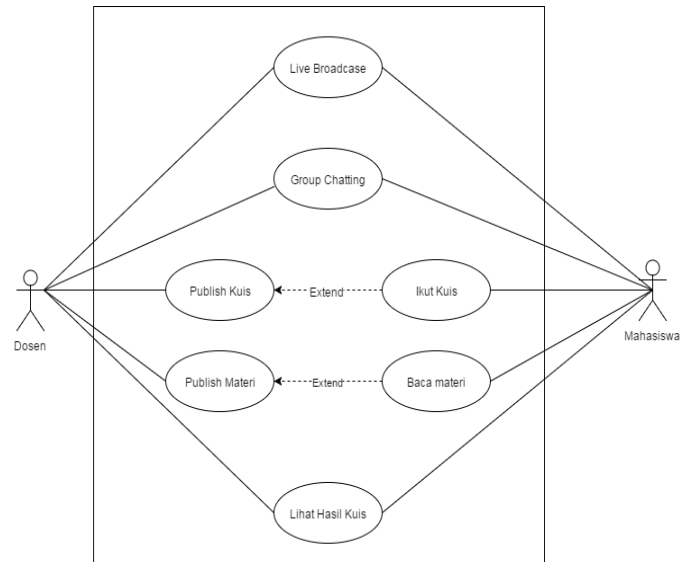 Live Broadcase
Group Chatting
Publish Kuis
Extend
Ikut Kuis
Dosen
Mahasiswa
Publish Materi
Extend
Baca materi
Lihat Hasil Kuis